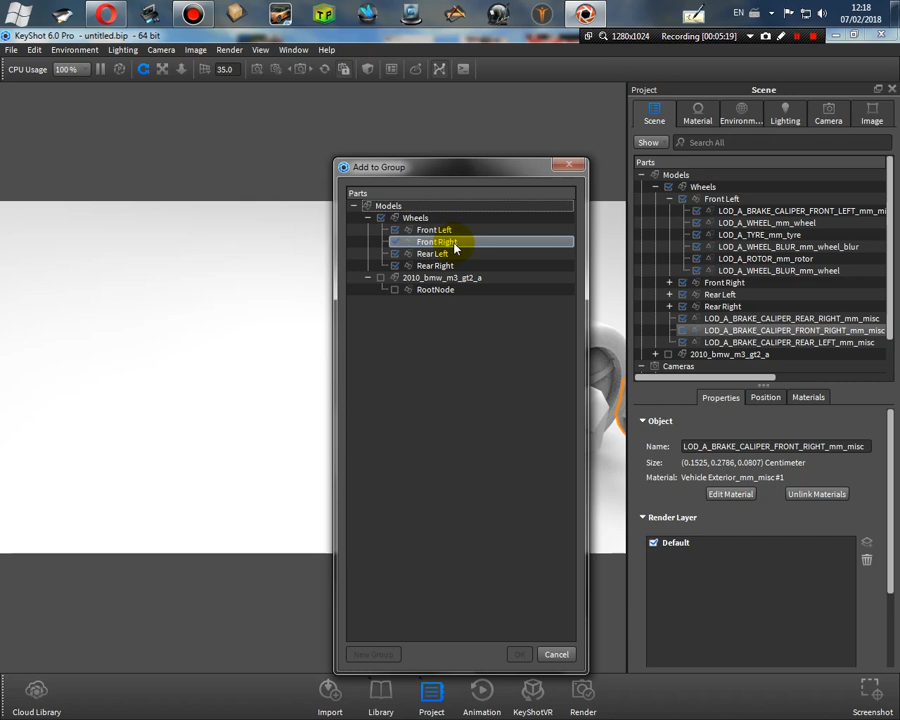 TP
EN
12:18
07/02/2018
KeyShot 6.0 Pro - untitled.bip - 64 bit
1280x1024 Recording [00:05:19]
File Edit Environment Lighting Camera Image Render View Window Help
CPU Usage 100 % 35.0
Project Scene
Scene Material Environm... Lighting Camera Image
Show Search All
Parts
Models
Wheels
Front Left
LOD_A_BRAKE_CALIPER_FRONT_LEFT_mm_mi
LOD_A_WHEEL_mm_wheel
LOD_A_TYRE_mm_tyre
LOD_A_WHEEL_BLUR_mm_wheel_blur
LOD_A_ROTOR_mm_rotor
LOD_A_WHEEL_BLUR_mm_wheel
Front Right
Rear Left
Rear Right
LOD_A_BRAKE_CALIPER_REAR_RIGHT_mm_misc
LOD_A_BRAKE_CALIPER_FRONT_RIGHT_mm_misc
LOD_A_BRAKE_CALIPER_REAR_LEFT_mm_misc
2010_bmw_m3_gt2_a
Cameras
Add to Group
Parts
Models
Wheels
Front Left
Front Right
Rear Left
Rear Right
2010_bmw_m3_gt2_a
RootNode
New Group OK Cancel
Properties Position Materials
Object
Name: LOD_A_BRAKE_CALIPER_FRONT_RIGHT_mm_misc
Size: (0.1525, 0.2786, 0.0807) Centimeter
Material: Vehicle Exterior_mm_misc #1
Edit Material Unlink Materials
Render Layer
Default
Cloud Library Import Library Project Animation KeyShotVR Render Screenshot